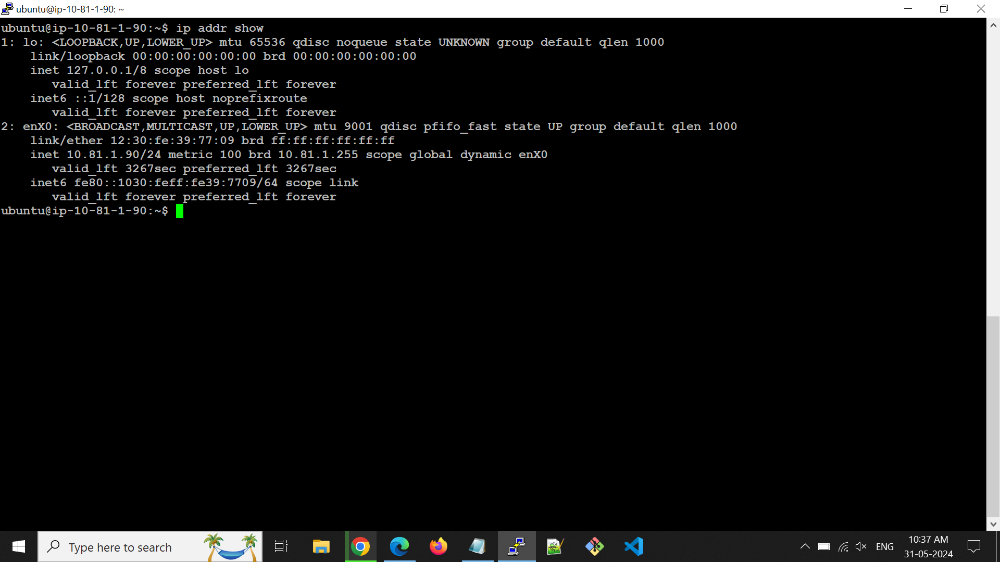 ubuntu@ip-10-81-1-90: ~
ubuntu@ip-10-81-1-90:~$ ip addr show
1: lo: <LOOPBACK,UP,LOWER_UP> mtu 65536 qdisc noqueue state UNKNOWN group default qlen 1000
    link/loopback 00:00:00:00:00:00 brd 00:00:00:00:00:00
    inet 127.0.0.1/8 scope host lo
       valid_lft forever preferred_lft forever
    inet6 ::1/128 scope host noprefixroute
       valid_lft forever preferred_lft forever
2: enX0: <BROADCAST,MULTICAST,UP,LOWER_UP> mtu 9001 qdisc pfifo_fast state UP group default qlen 1000
    link/ether 12:30:fe:39:77:09 brd ff:ff:ff:ff:ff:ff
    inet 10.81.1.90/24 metric 100 brd 10.81.1.255 scope global dynamic enX0
       valid_lft 3267sec preferred_lft 3267sec
    inet6 fe80::1030:feff:fe39:7709/64 scope link
       valid_lft forever preferred_lft forever
ubuntu@ip-10-81-1-90:~$
Type here to search
ENG
10:37 AM
31-05-2024